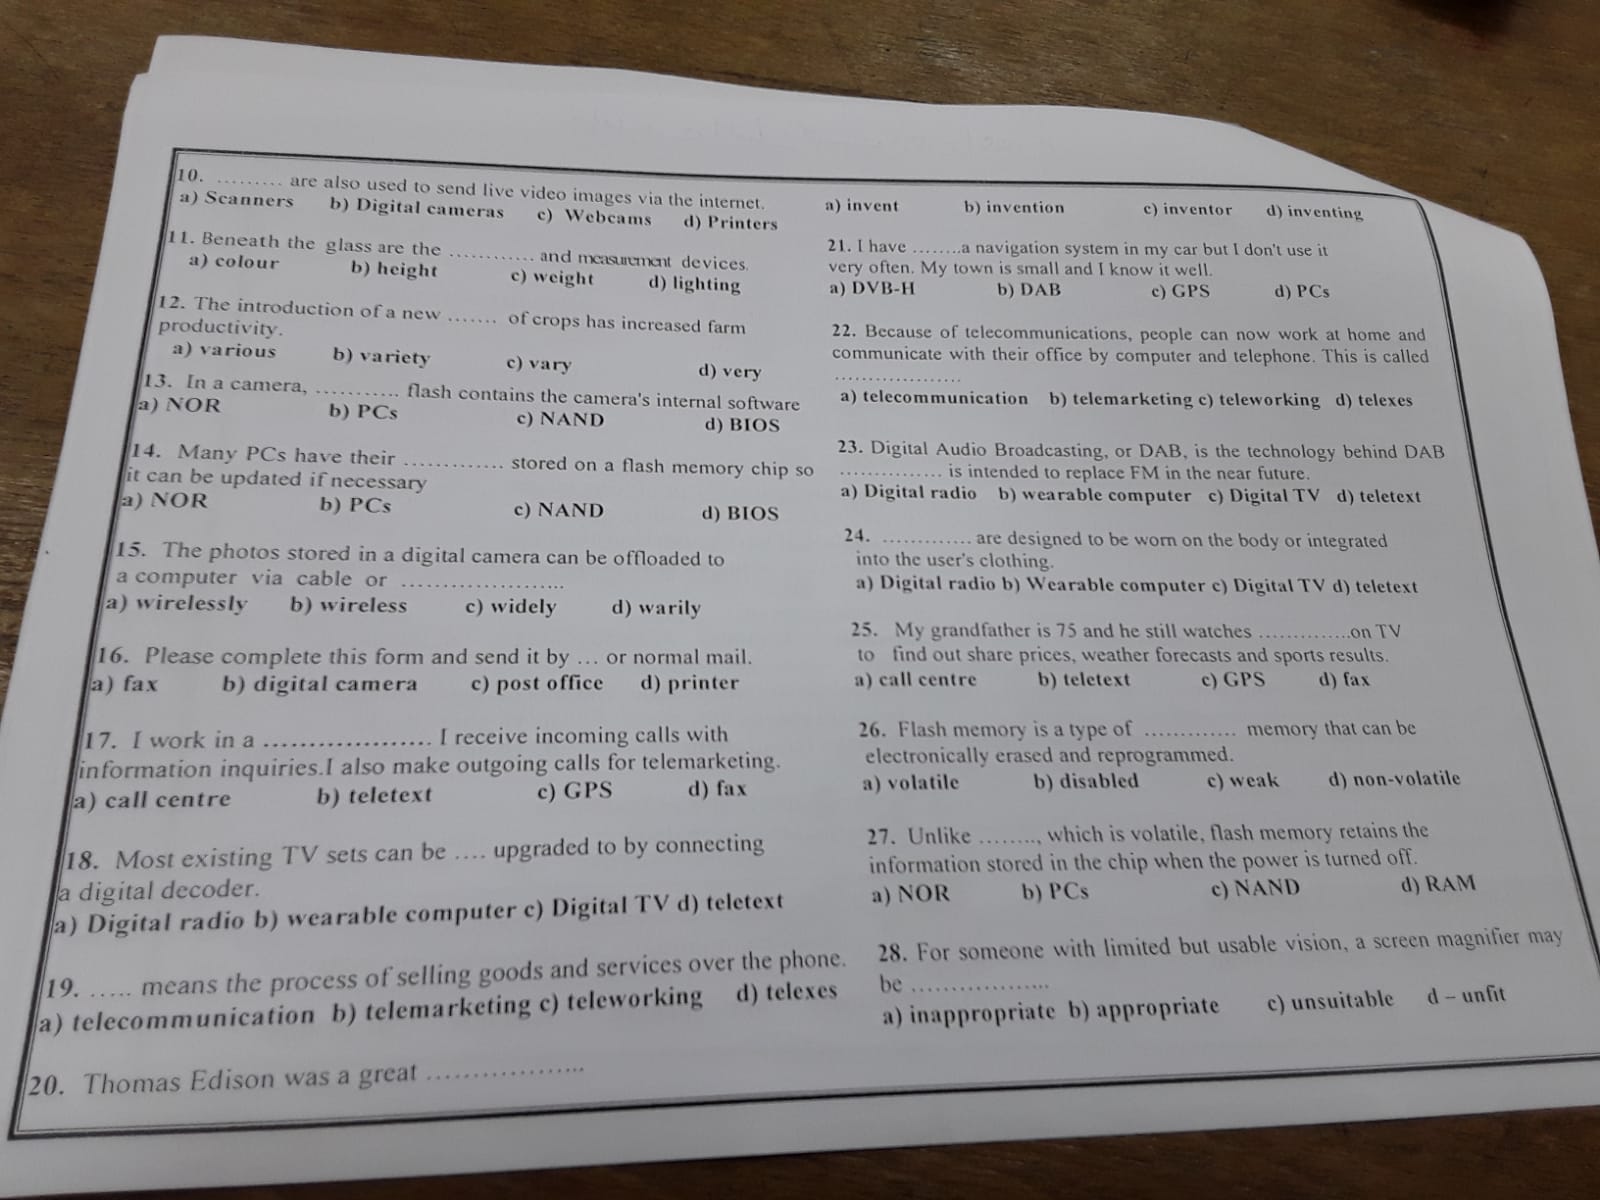 10. ......... are also used to send live video images via the internet.
a) Scanners b) Digital cameras c) Webcams d) Printers
11. Beneath the glass are the ............ and measurement devices.
a) colour b) height c) weight d) lighting
12. The introduction of a new ....... of crops has increased farm
productivity.
a) various b) variety c) vary d) very
13. In a camera, ........... flash contains the camera's internal software
a) NOR b) PCs c) NAND d) BIOS
14. Many PCs have their ............. stored on a flash memory chip so
it can be updated if necessary
a) NOR b) PCs c) NAND d) BIOS
15. The photos stored in a digital camera can be offloaded to
a computer via cable or .....................
a) wirelessly b) wireless c) widely d) warily
16. Please complete this form and send it by ... or normal mail.
a) fax b) digital camera c) post office d) printer
17. I work in a ................... I receive incoming calls with
information inquiries.I also make outgoing calls for telemarketing.
a) call centre b) teletext c) GPS d) fax
18. Most existing TV sets can be .... upgraded to by connecting
a digital decoder.
a) Digital radio b) wearable computer c) Digital TV d) teletext
19. ..... means the process of selling goods and services over the phone.
a) telecommunication b) telemarketing c) teleworking d) telexes
20. Thomas Edison was a great .................
a) invent b) invention c) inventor d) inventing
21. I have ........a navigation system in my car but I don't use it
very often. My town is small and I know it well.
a) DVB-H b) DAB c) GPS d) PCs
22. Because of telecommunications, people can now work at home and
communicate with their office by computer and telephone. This is called
...................
a) telecommunication b) telemarketing c) teleworking d) telexes
23. Digital Audio Broadcasting, or DAB, is the technology behind DAB
............... is intended to replace FM in the near future.
a) Digital radio b) wearable computer c) Digital TV d) teletext
24. ............. are designed to be worn on the body or integrated
into the user's clothing.
a) Digital radio b) Wearable computer c) Digital TV d) teletext
25. My grandfather is 75 and he still watches ..............on TV
to find out share prices, weather forecasts and sports results.
a) call centre b) teletext c) GPS d) fax
26. Flash memory is a type of ............. memory that can be
electronically erased and reprogrammed.
a) volatile b) disabled c) weak d) non-volatile
27. Unlike ........, which is volatile, flash memory retains the
information stored in the chip when the power is turned off.
a) NOR b) PCs c) NAND d) RAM
28. For someone with limited but usable vision, a screen magnifier may
be .................
a) inappropriate b) appropriate c) unsuitable d – unfit